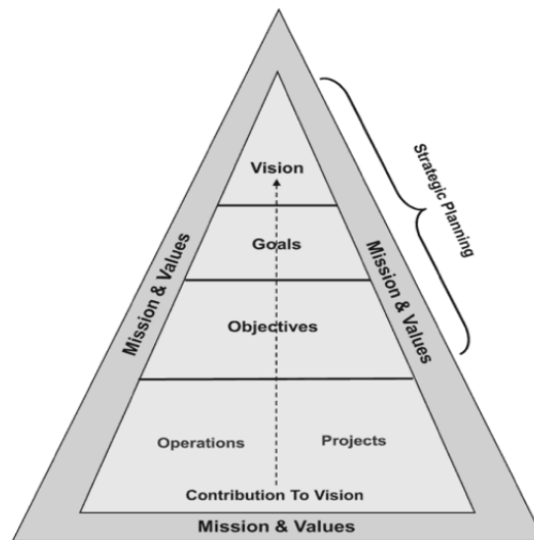 Vision
Strategic Planning
Goals
Mission & Values
Mission & Values
Objectives
Operations
Projects
Contribution To Vision
Mission & Values